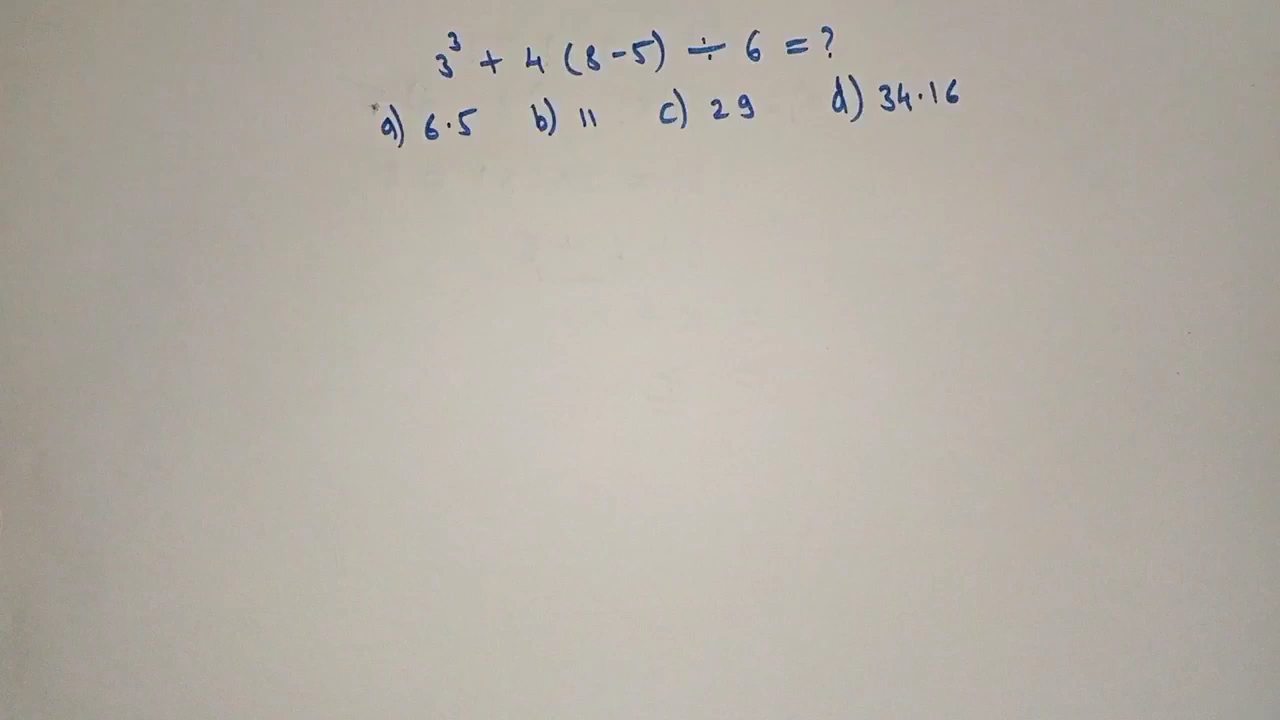 3³ + 4 (8-5) ÷ 6 = ?
a) 6.5 b) 11 c) 29 d) 34.16